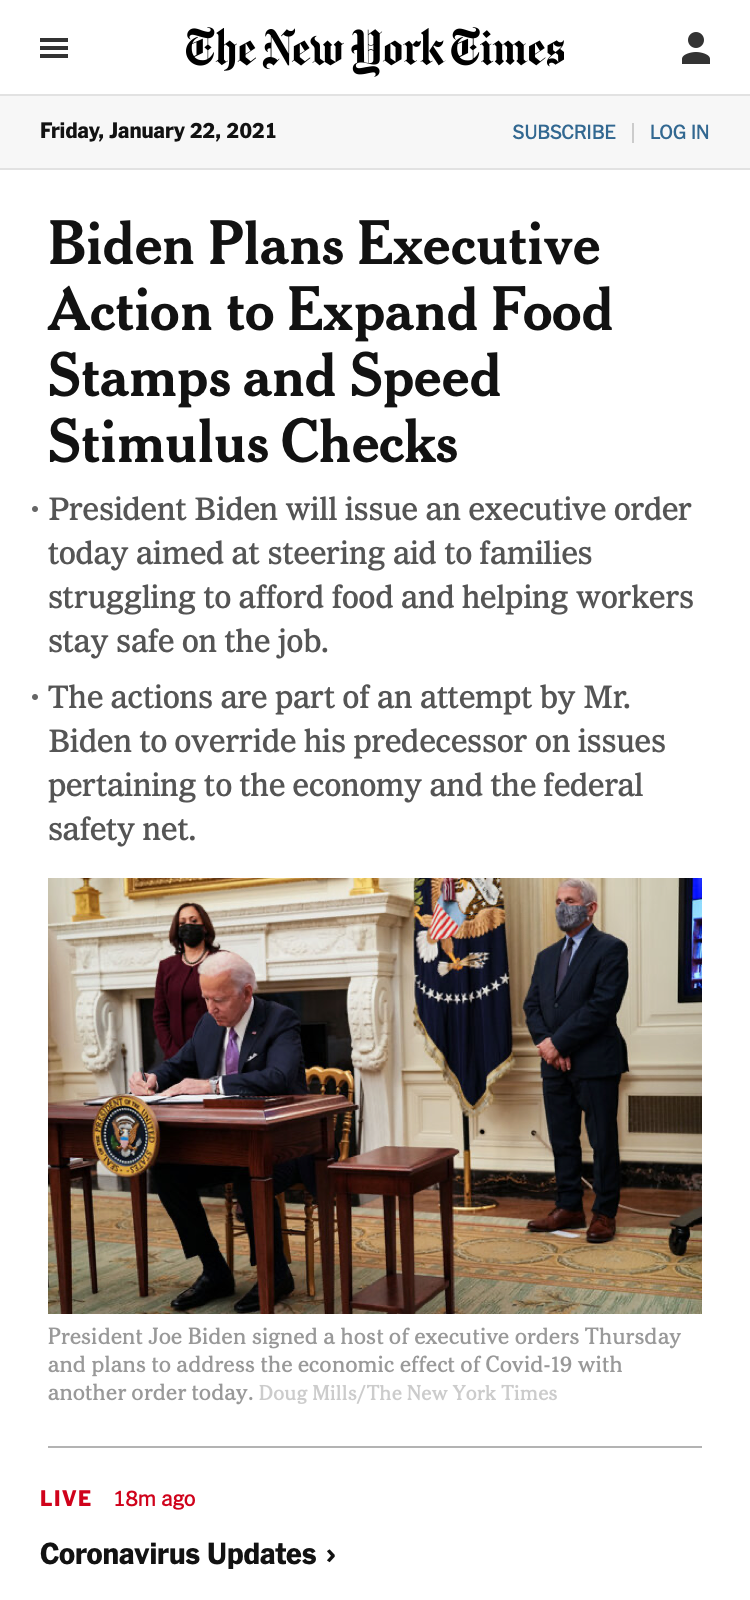 The New York Times
Friday, January 22, 2021
SUBSCRIBE | LOG IN
Biden Plans Executive
Action to Expand Food
Stamps and Speed
Stimulus Checks
• President Biden will issue an executive order
today aimed at steering aid to families
struggling to afford food and helping workers
stay safe on the job.
• The actions are part of an attempt by Mr.
Biden to override his predecessor on issues
pertaining to the economy and the federal
safety net.
PRESIDENT OF THE UNITED STATES
President Joe Biden signed a host of executive orders Thursday
and plans to address the economic effect of Covid-19 with
another order today. Doug Mills/The New York Times
LIVE 18m ago
Coronavirus Updates ›